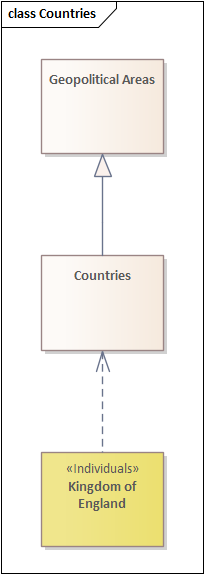 class Countries
Geopolitical Areas
Countries
«Individuals»
Kingdom of
England